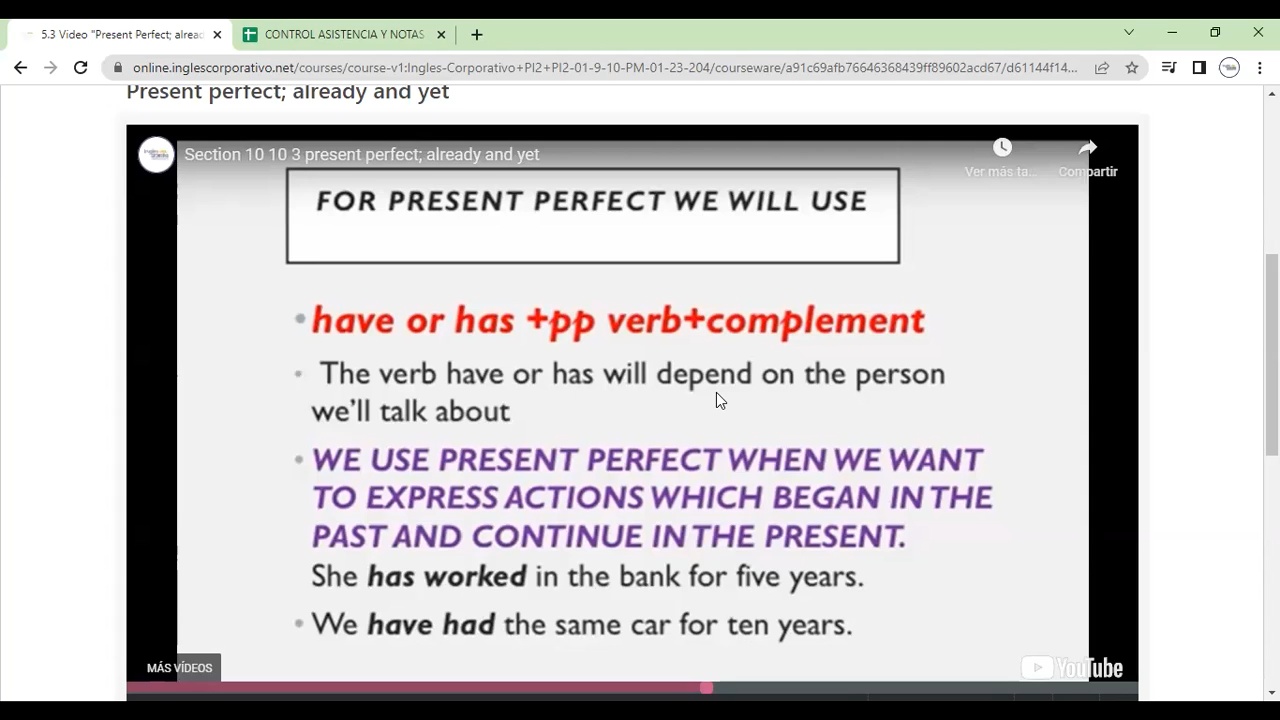 5.3 Video "Present Perfect; alread
CONTROL ASISTENCIA Y NOTAS
online.inglescorporativo.net/courses/course-v1:Ingles-Corporativo+PI2+PI2-01-9-10-PM-01-23-204/courseware/a91c69afb76646368439ff89602acd67/d61144f14...
Present perfect; already and yet
Section 10 10 3 present perfect; already and yet
Ver más ta...
Compartir
FOR PRESENT PERFECT WE WILL USE
have or has +pp verb+complement
The verb have or has will depend on the person
we'll talk about
WE USE PRESENT PERFECT WHEN WE WANT
TO EXPRESS ACTIONS WHICH BEGAN IN THE
PAST AND CONTINUE IN THE PRESENT.
She has worked in the bank for five years.
We have had the same car for ten years.
MÁS VÍDEOS
YouTube